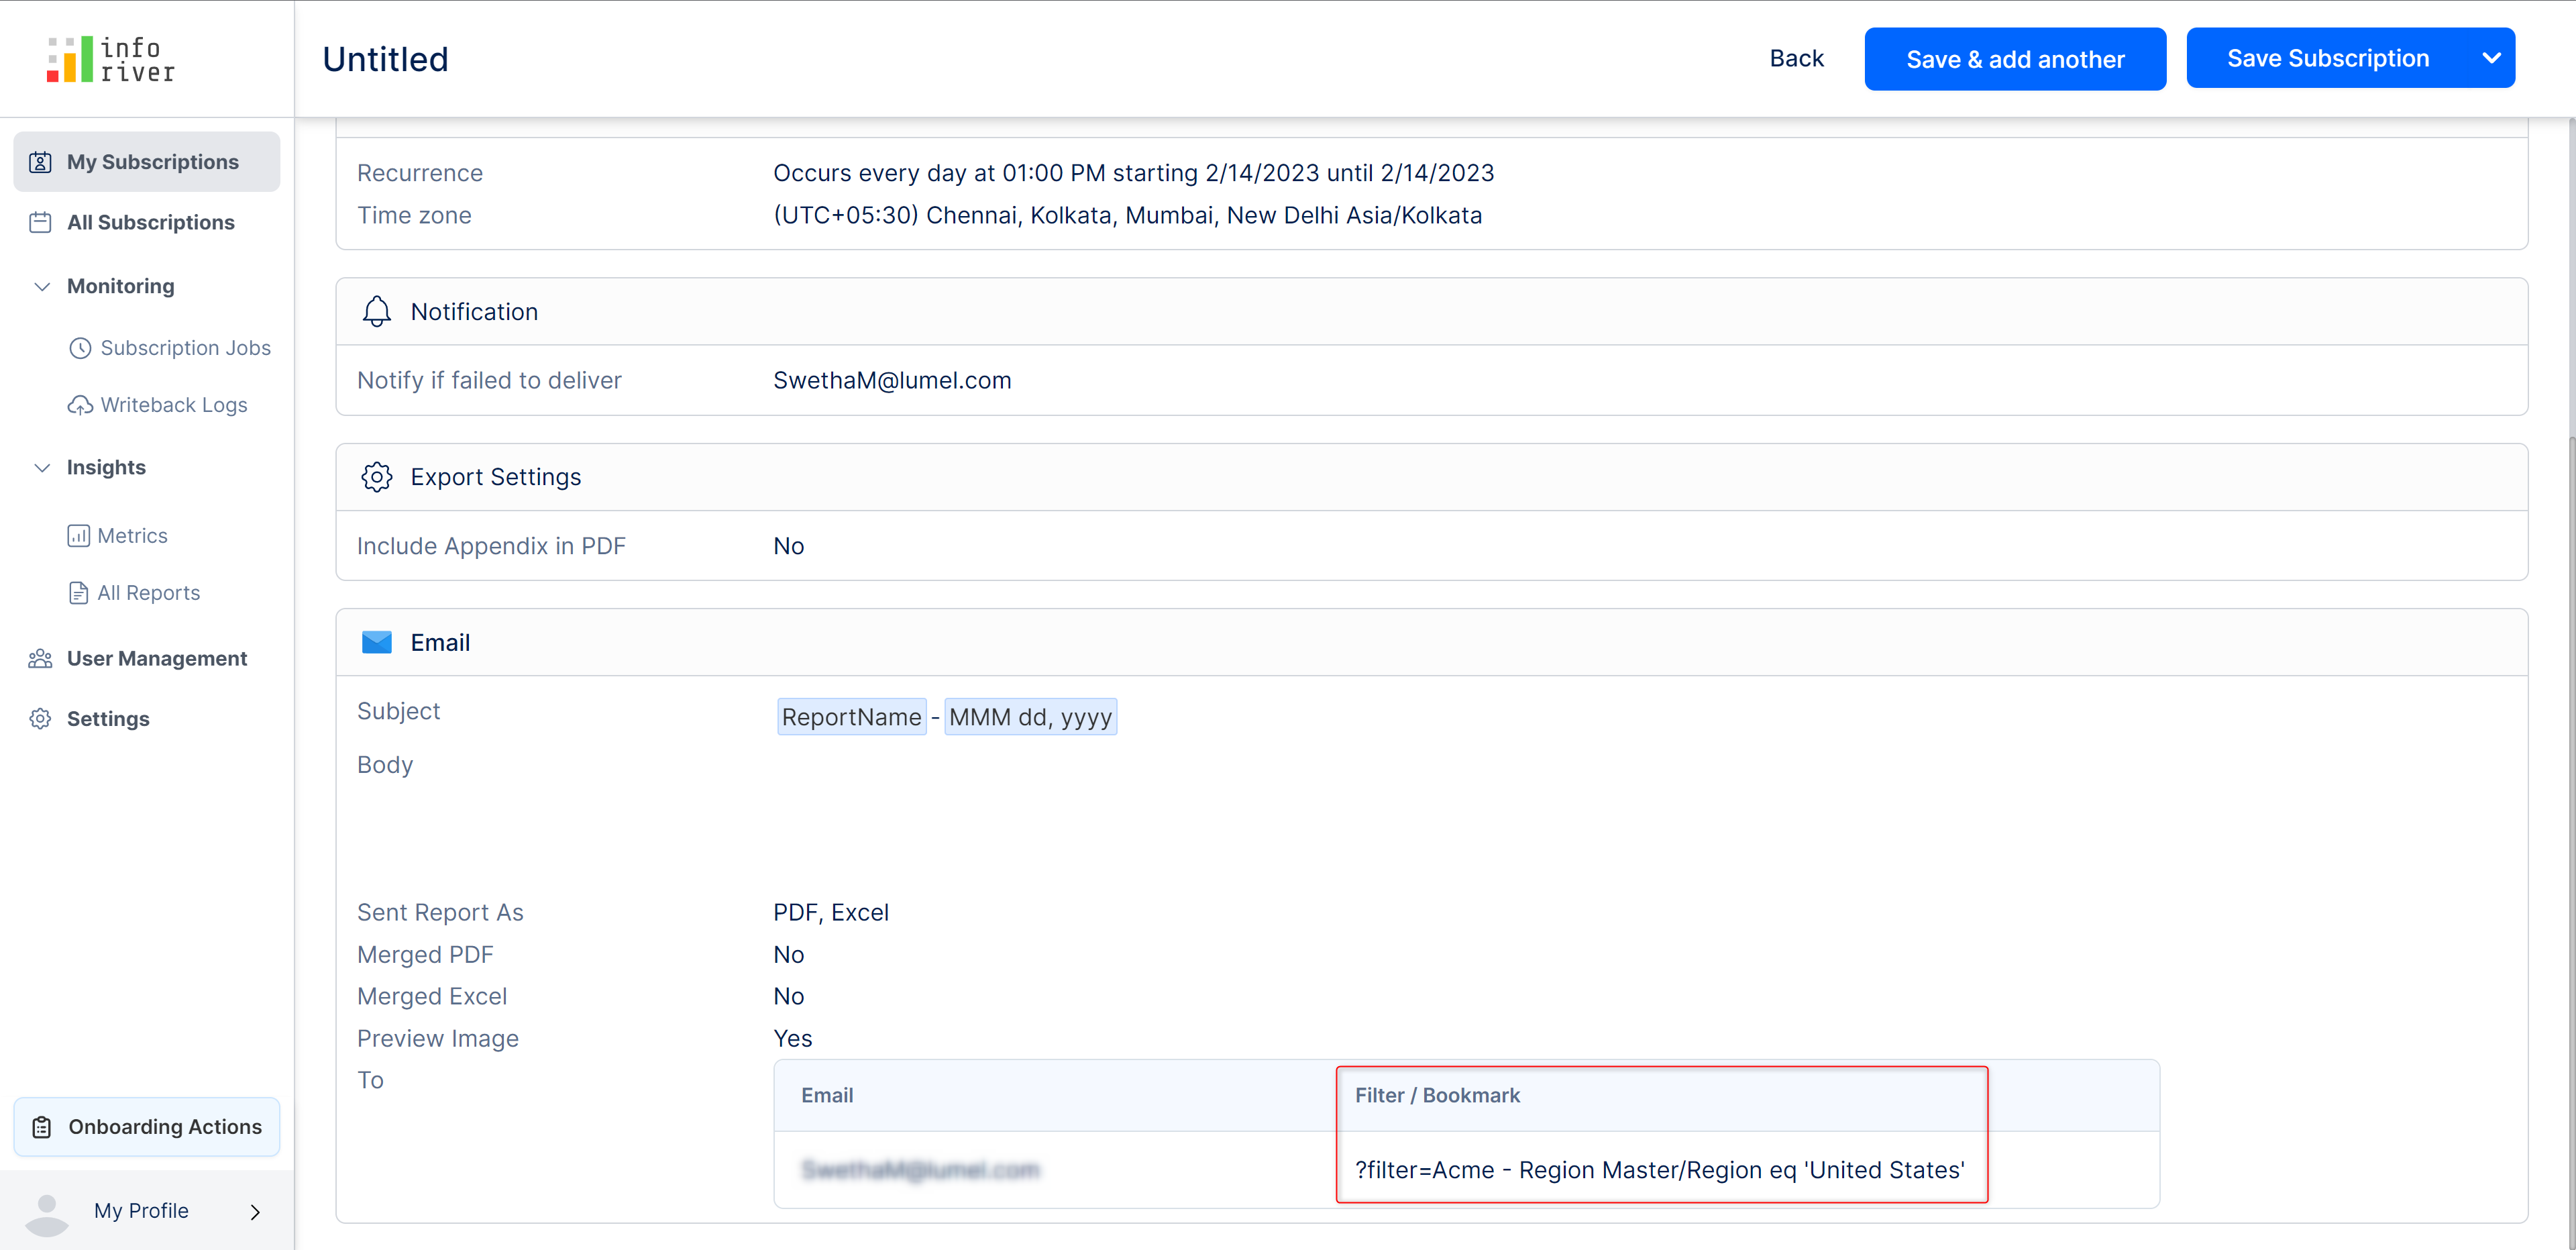 info
river
Untitled
Back
Save & add another
Save Subscription
My Subscriptions
All Subscriptions
Monitoring
Subscription Jobs
Writeback Logs
Insights
Metrics
All Reports
User Management
Settings
Onboarding Actions
My Profile
Recurrence
Occurs every day at 01:00 PM starting 2/14/2023 until 2/14/2023
Time zone
(UTC+05:30) Chennai, Kolkata, Mumbai, New Delhi Asia/Kolkata
Notification
Notify if failed to deliver
SwethaM@lumel.com
Export Settings
Include Appendix in PDF
No
Email
Subject
ReportName - MMM dd, yyyy
Body
Sent Report As
PDF, Excel
Merged PDF
No
Merged Excel
No
Preview Image
Yes
To
Email
Filter / Bookmark
?filter=Acme - Region Master/Region eq 'United States'